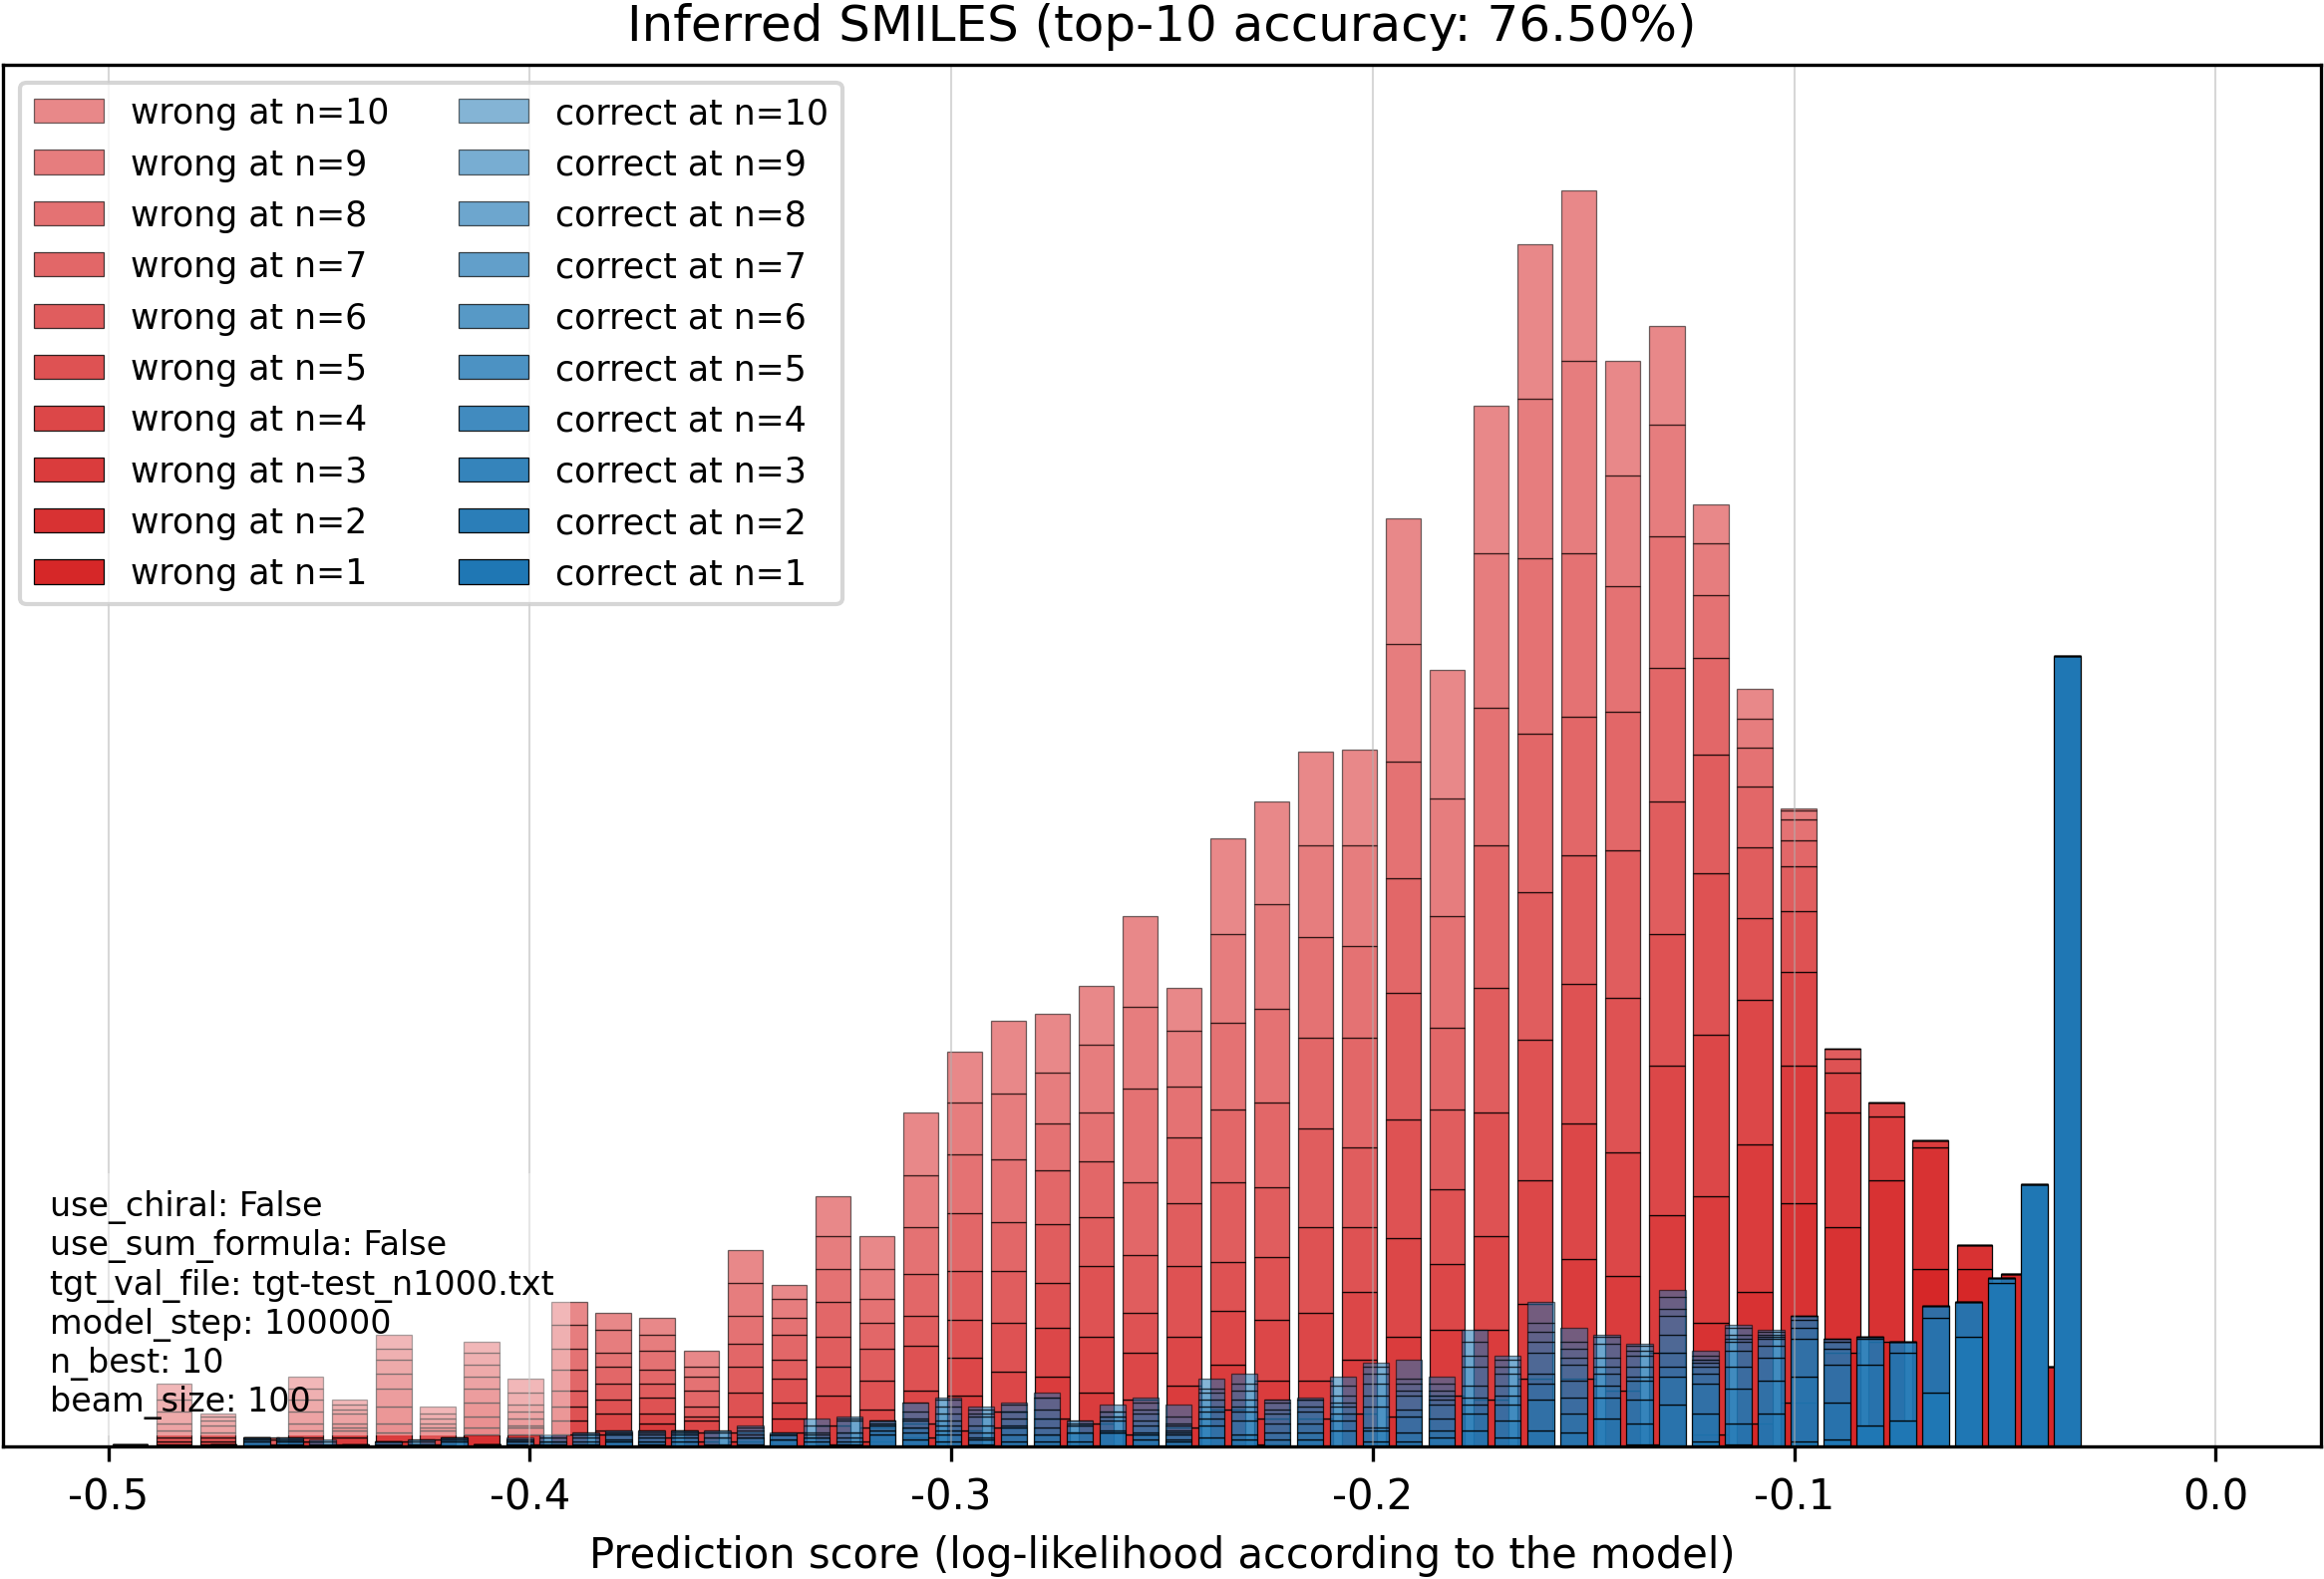 Inferred SMILES (top-10 accuracy: 76.50%)
wrong at n=10
wrong at n=9
wrong at n=8
wrong at n=7
wrong at n=6
wrong at n=5
wrong at n=4
wrong at n=3
wrong at n=2
wrong at n=1
correct at n=10
correct at n=9
correct at n=8
correct at n=7
correct at n=6
correct at n=5
correct at n=4
correct at n=3
correct at n=2
correct at n=1
use_chiral: False
use_sum_formula: False
tgt_val_file: tgt-test_n1000.txt
model_step: 100000
n_best: 10
beam_size: 100
-0.5 -0.4 -0.3 -0.2 -0.1 0.0
Prediction score (log-likelihood according to the model)